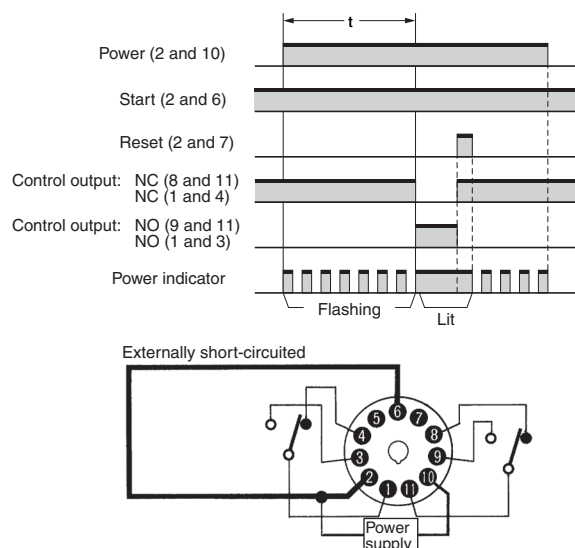 t
Power (2 and 10)
Start (2 and 6)
Reset (2 and 7)
Control output: NC (8 and 11)
NC (1 and 4)
Control output: NO (9 and 11)
NO (1 and 3)
Power indicator
Flashing
Lit
Externally short-circuited
6
5 7
4 8
3 9
2 10
1 11
Power
supply